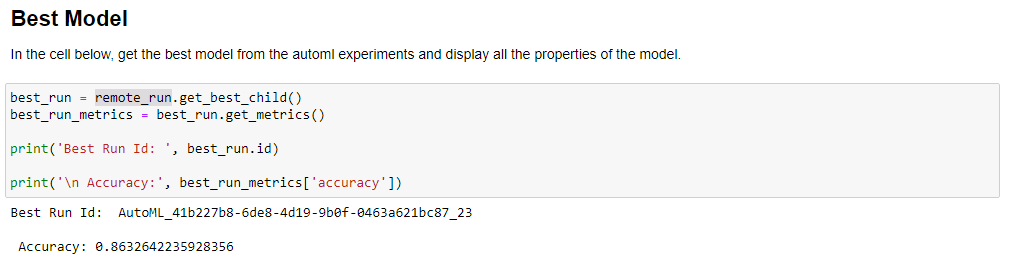 Best Model
In the cell below, get the best model from the automl experiments and display all the properties of the model.
best_run = remote_run.get_best_child()
best_run_metrics = best_run.get_metrics()
print('Best Run Id: ', best_run.id)
print('\n Accuracy:', best_run_metrics['accuracy'])
Best Run Id:  AutoML_41b227b8-6de8-4d19-9b0f-0463a621bc87_23
Accuracy: 0.8632642235928356